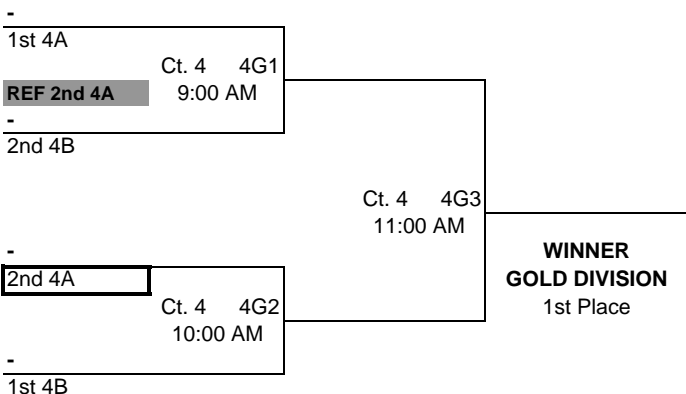 -
1st 4A
Ct. 4 4G1
REF 2nd 4A 9:00 AM
-
2nd 4B
Ct. 4 4G3
11:00 AM
-
WINNER
2nd 4A
GOLD DIVISION
Ct. 4 4G2
1st Place
10:00 AM
-
1st 4B